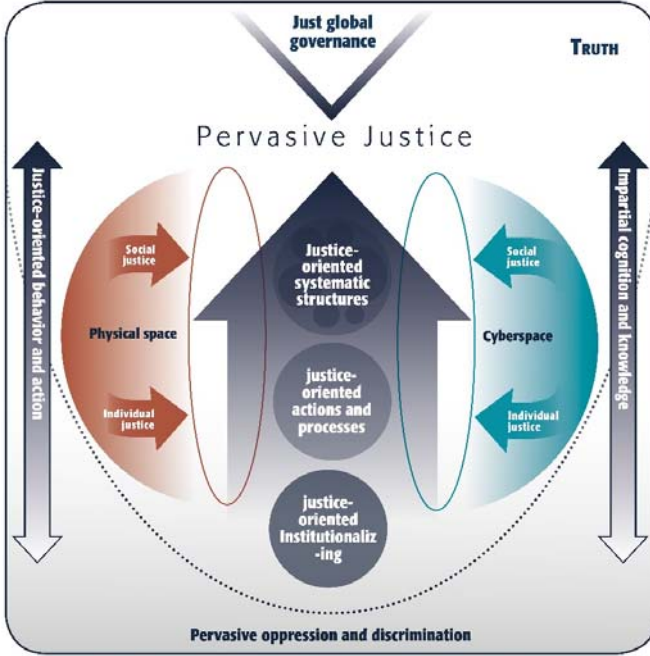 Just global
governance
TRUTH
Pervasive Justice
Justice-oriented behavior and action
Social
justice
Physical space
Individual
justice
Justice-
oriented
systematic
structures
justice-
oriented
actions and
processes
justice-
oriented
Institutionaliz
-ing
Social
justice
Cyberspace
Individual
justice
Impartial cognition and knowledge
Pervasive oppression and discrimination